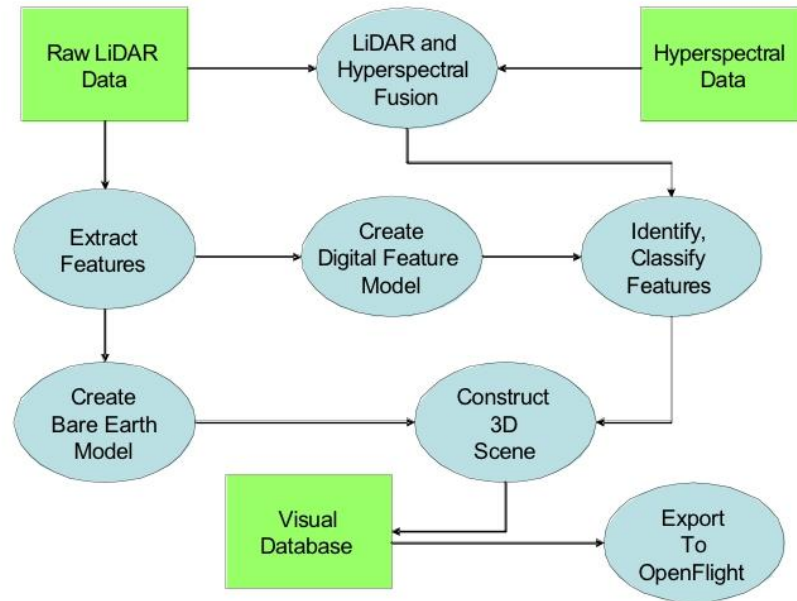 Raw LiDAR
Data
LiDAR and
Hyperspectral
Fusion
Hyperspectral
Data
Extract
Features
Create
Digital Feature
Model
Identify,
Classify
Features
Create
Bare Earth
Model
Construct
3D
Scene
Visual
Database
Export
To
OpenFlight